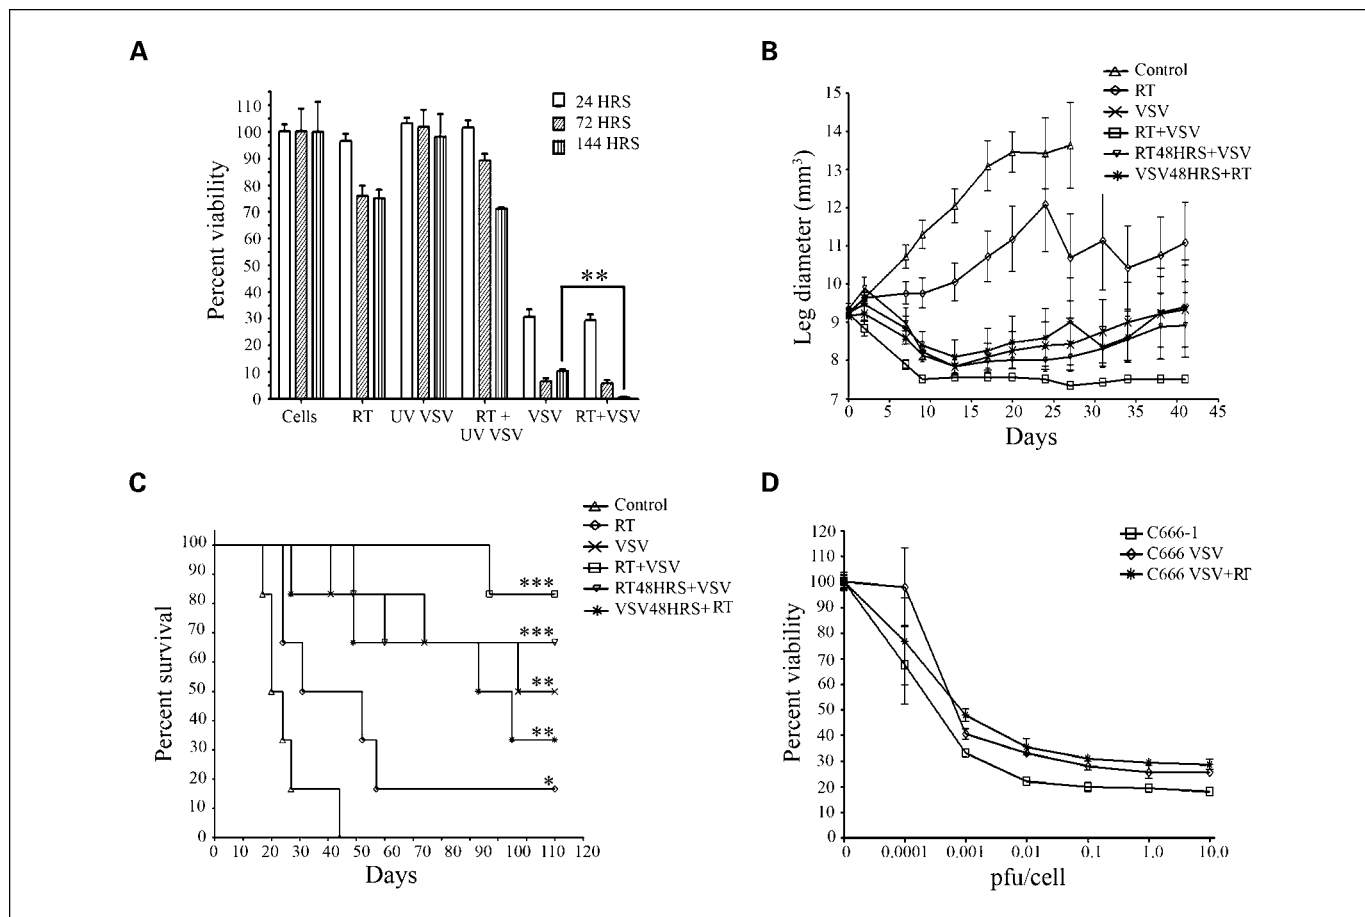 A
110
100
90
80
70
60
50
40
30
20
10
0
Percent viability
24 HRS
72 HRS
144 HRS
**
Cells RT UV VSV RT + UV VSV VSV RT+VSV
B
Control
RT
VSV
RT+VSV
RT48HRS+VSV
VSV48HRS+RT
15
14
13
12
11
10
9
8
7
Leg diameter (mm³)
0 5 10 15 20 25 30 35 40 45
Days
C
Control
RT
VSV
RT+VSV
RT48HRS+VSV
VSV48HRS+RT
100
90
80
70
60
50
40
30
20
10
0
Percent survival
***
***
**
**
*
0 10 20 30 40 50 60 70 80 90 100 110 120
Days
D
C666-1
C666 VSV
C666 VSV+RT
120
110
100
90
80
70
60
50
40
30
20
10
0
Percent viability
0 0.0001 0.001 0.01 0.1 1.0 10.0
pfu/cell